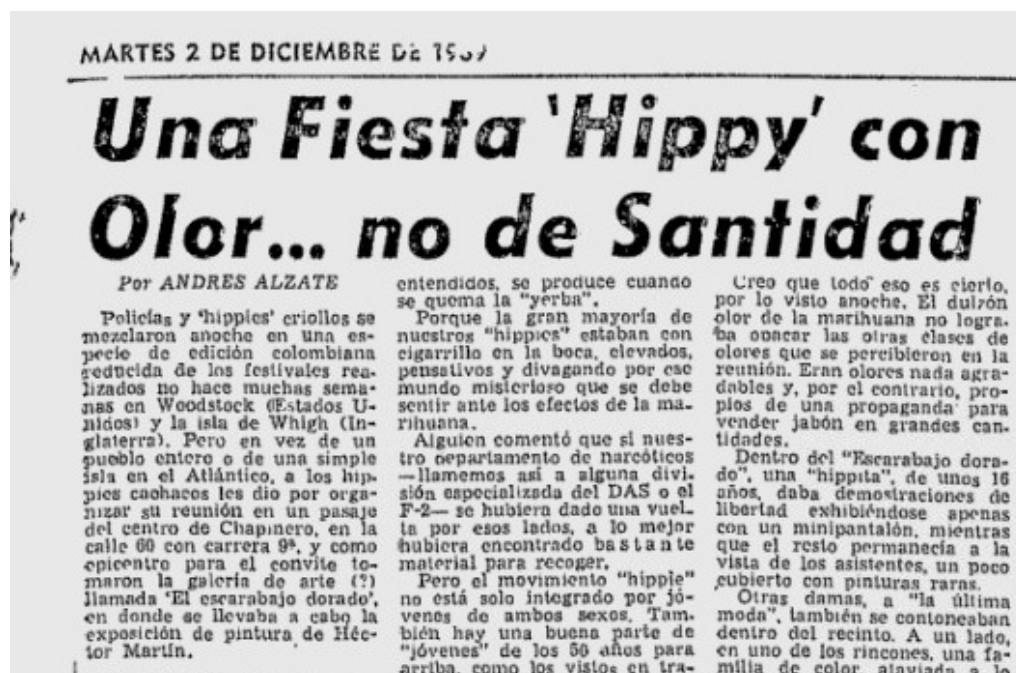 MARTES 2 DE DICIEMBRE DE
Una Fiesta 'Hippy' con
Olor... no de Santidad
Por ANDRES ALZATE
Policías y 'hippies' criollos se
mezclaron anoche en una es-
pecie de edición colombiana
reducida de los festivales rea-
lizados no hace muchas sema-
nas en Woodstock (Estados U-
nidos) y la isla de Whigh (In-
glaterra). Pero en vez de un
pueblo entero o de una simple
isla en el Atlántico, a los hip-
pies cachacos les dio por orga-
nizar su reunión en un pasaje
del centro de Chapinero, en la
calle 60 con carrera 9ª, y como
epicentro para el convite to-
maron la galería de arte (?)
llamada 'El escarabajo dorado',
en donde se llevaba a cabo la
exposición de pintura de Héc-
tor Martín.
entendidos, se produce cuando
se quema la "yerba".
Porque la gran mayoría de
nuestros "hippies" estaban con
cigarrillo en la boca, elevados,
pensativos y divagando por ese
mundo misterioso que se debe
sentir ante los efectos de la ma-
rihuana.
Alguien comentó que si nues-
tro departamento de narcóticos
—llamemos así a alguna divi-
sión especializada del DAS o el
F-2— se hubiera dado una vuel-
ta por esos lados, a lo mejor
hubiera encontrado bastante
material para recoger.
Pero el movimiento "hippie"
no está solo integrado por jó-
venes de ambos sexos. Tam-
bién hay una buena parte de
"jóvenes" de los 50 años para
arriba, como los vistos en tra-
Creo que todo eso es cierto,
por lo visto anoche. El dulzón
olor de la marihuana no logra-
ba opacar las otras clases de
olores que se percibieron en la
reunión. Eran olores nada agra-
dables y, por el contrario, pro-
pios de una propaganda para
vender jabón en grandes can-
tidades.
Dentro del "Escarabajo dora-
do", una "hippita", de unos 16
años, daba demostraciones de
libertad exhibiéndose apenas
con un minipantalón, mientras
que el resto permanecía a la
vista de los asistentes, un poco
cubierto con pinturas raras.
Otras damas, a "la última
moda", también se contoneaban
dentro del recinto. A un lado,
en uno de los rincones, una fa-
milia de color, ataviada a lo